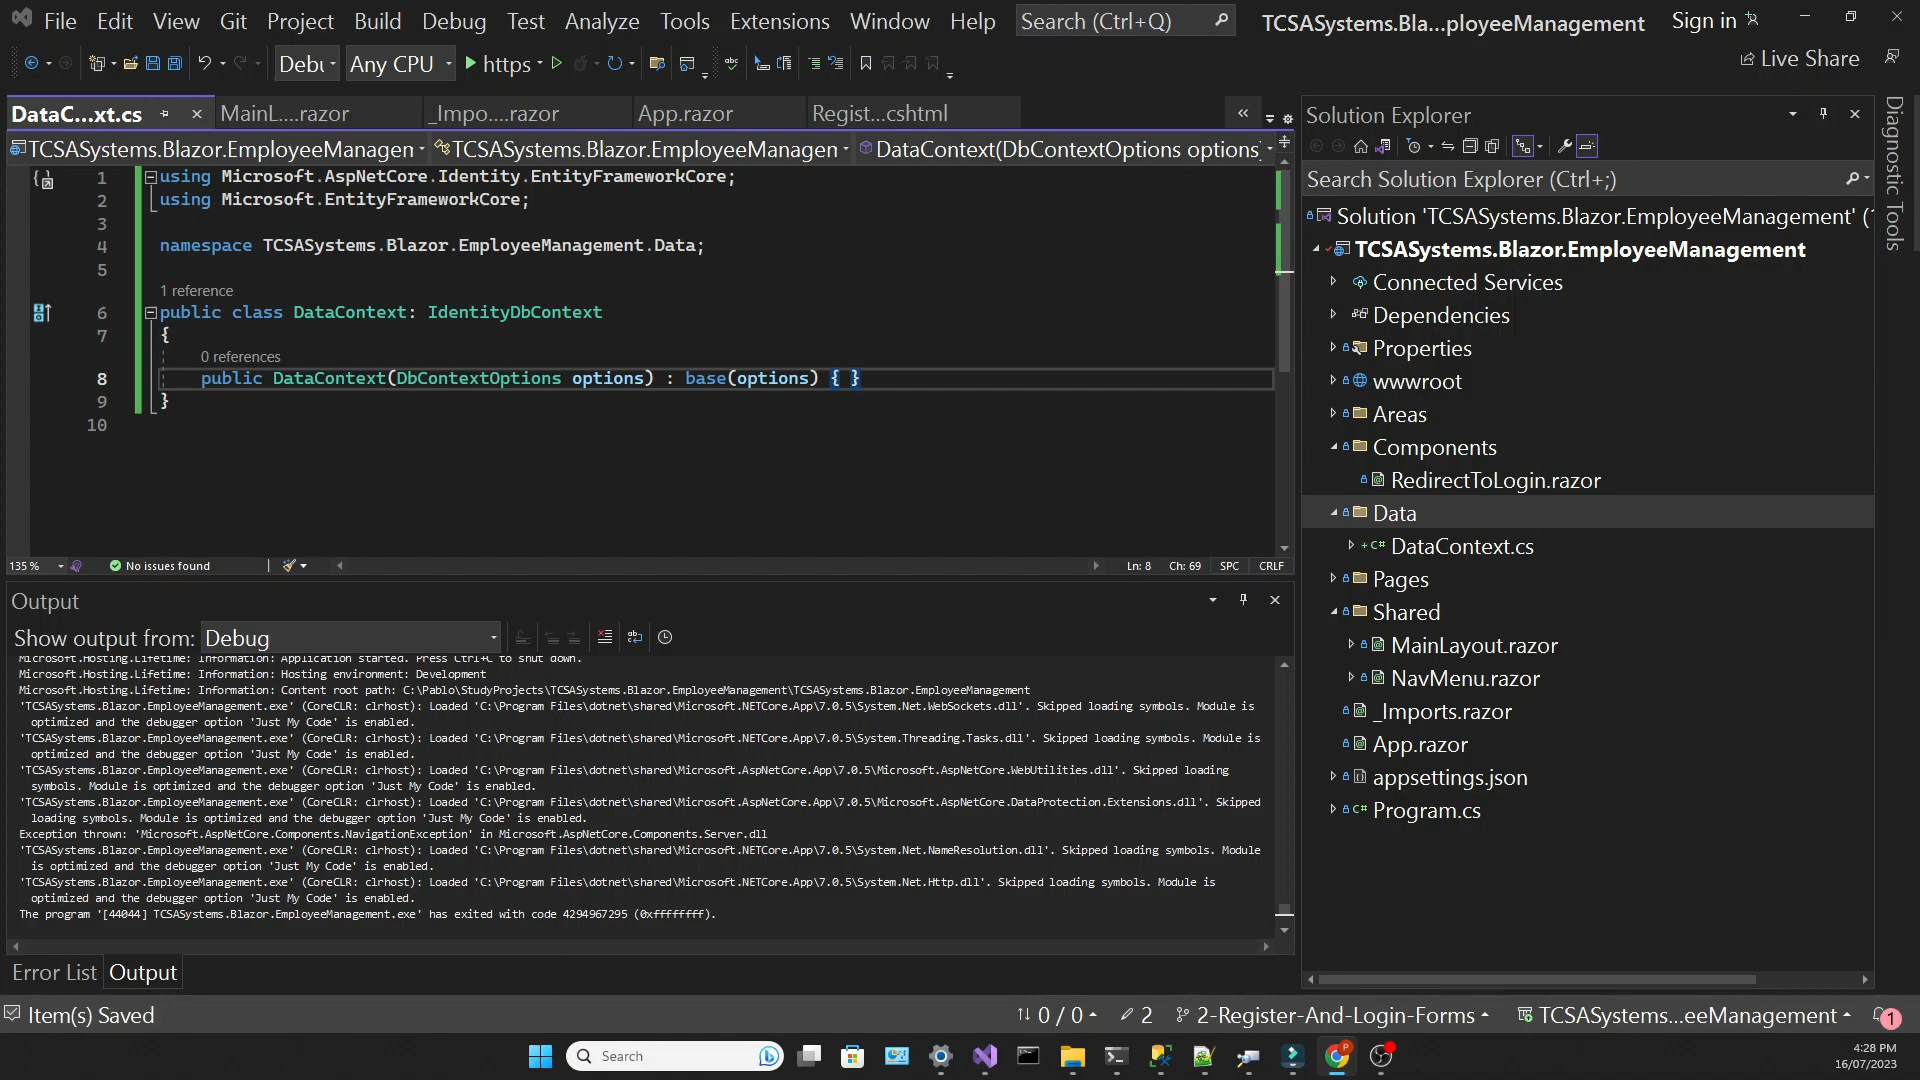 File Edit View Git Project Build Debug Test Analyze Tools Extensions Window Help Search (Ctrl+Q) TCSASystems.Bla...ployeeManagement Sign in
Debu Any CPU https Live Share
DataC...xt.cs MainL....razor _Impo....razor App.razor Regist...cshtml
TCSASystems.Blazor.EmployeeManagen TCSASystems.Blazor.EmployeeManagen DataContext(DbContextOptions options)
1 using Microsoft.AspNetCore.Identity.EntityFrameworkCore;
2 using Microsoft.EntityFrameworkCore;
3
4 namespace TCSASystems.Blazor.EmployeeManagement.Data;
5
1 reference
6 public class DataContext: IdentityDbContext
7 {
0 references
8 public DataContext(DbContextOptions options) : base(options) { }
9 }
10
135 % No issues found Ln: 8 Ch: 69 SPC CRLF
Output
Show output from: Debug
Microsoft.Hosting.Lifetime: Information: Application started. Press Ctrl+C to shut down.
Microsoft.Hosting.Lifetime: Information: Hosting environment: Development
Microsoft.Hosting.Lifetime: Information: Content root path: C:\Pablo\StudyProjects\TCSASystems.Blazor.EmployeeManagement\TCSASystems.Blazor.EmployeeManagement
'TCSASystems.Blazor.EmployeeManagement.exe' (CoreCLR: clrhost): Loaded 'C:\Program Files\dotnet\shared\Microsoft.NETCore.App\7.0.5\System.Net.WebSockets.dll'. Skipped loading symbols. Module is
optimized and the debugger option 'Just My Code' is enabled.
'TCSASystems.Blazor.EmployeeManagement.exe' (CoreCLR: clrhost): Loaded 'C:\Program Files\dotnet\shared\Microsoft.NETCore.App\7.0.5\System.Threading.Tasks.dll'. Skipped loading symbols. Module is
optimized and the debugger option 'Just My Code' is enabled.
'TCSASystems.Blazor.EmployeeManagement.exe' (CoreCLR: clrhost): Loaded 'C:\Program Files\dotnet\shared\Microsoft.AspNetCore.App\7.0.5\Microsoft.AspNetCore.WebUtilities.dll'. Skipped loading
symbols. Module is optimized and the debugger option 'Just My Code' is enabled.
'TCSASystems.Blazor.EmployeeManagement.exe' (CoreCLR: clrhost): Loaded 'C:\Program Files\dotnet\shared\Microsoft.AspNetCore.App\7.0.5\Microsoft.AspNetCore.DataProtection.Extensions.dll'. Skipped
loading symbols. Module is optimized and the debugger option 'Just My Code' is enabled.
Exception thrown: 'Microsoft.AspNetCore.Components.NavigationException' in Microsoft.AspNetCore.Components.Server.dll
'TCSASystems.Blazor.EmployeeManagement.exe' (CoreCLR: clrhost): Loaded 'C:\Program Files\dotnet\shared\Microsoft.NETCore.App\7.0.5\System.Net.NameResolution.dll'. Skipped loading symbols. Module
is optimized and the debugger option 'Just My Code' is enabled.
'TCSASystems.Blazor.EmployeeManagement.exe' (CoreCLR: clrhost): Loaded 'C:\Program Files\dotnet\shared\Microsoft.NETCore.App\7.0.5\System.Net.Http.dll'. Skipped loading symbols. Module is
optimized and the debugger option 'Just My Code' is enabled.
The program '[44044] TCSASystems.Blazor.EmployeeManagement.exe' has exited with code 4294967295 (0xffffffff).
Error List Output
Solution Explorer
Search Solution Explorer (Ctrl+;)
Solution 'TCSASystems.Blazor.EmployeeManagement' (
TCSASystems.Blazor.EmployeeManagement
Connected Services
Dependencies
Properties
wwwroot
Areas
Components
RedirectToLogin.razor
Data
DataContext.cs
Pages
Shared
MainLayout.razor
NavMenu.razor
_Imports.razor
App.razor
appsettings.json
Program.cs
Diagnostic Tools
Item(s) Saved 0 / 0 2 2-Register-And-Login-Forms TCSASystems...eeManagement 1
Search 4:28 PM
16/07/2023